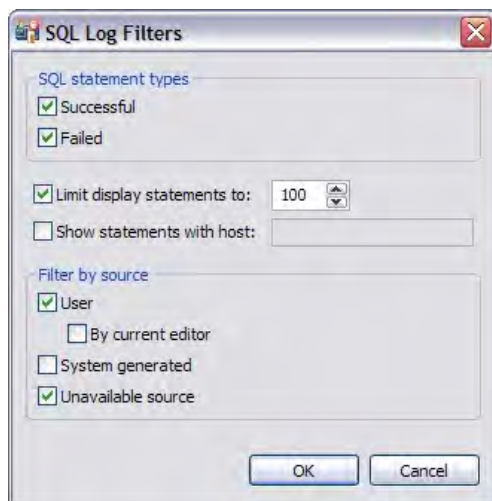 SQL Log Filters
SQL statement types
Successful
Failed
Limit display statements to: 100
Show statements with host:
Filter by source
User
By current editor
System generated
Unavailable source
OK Cancel